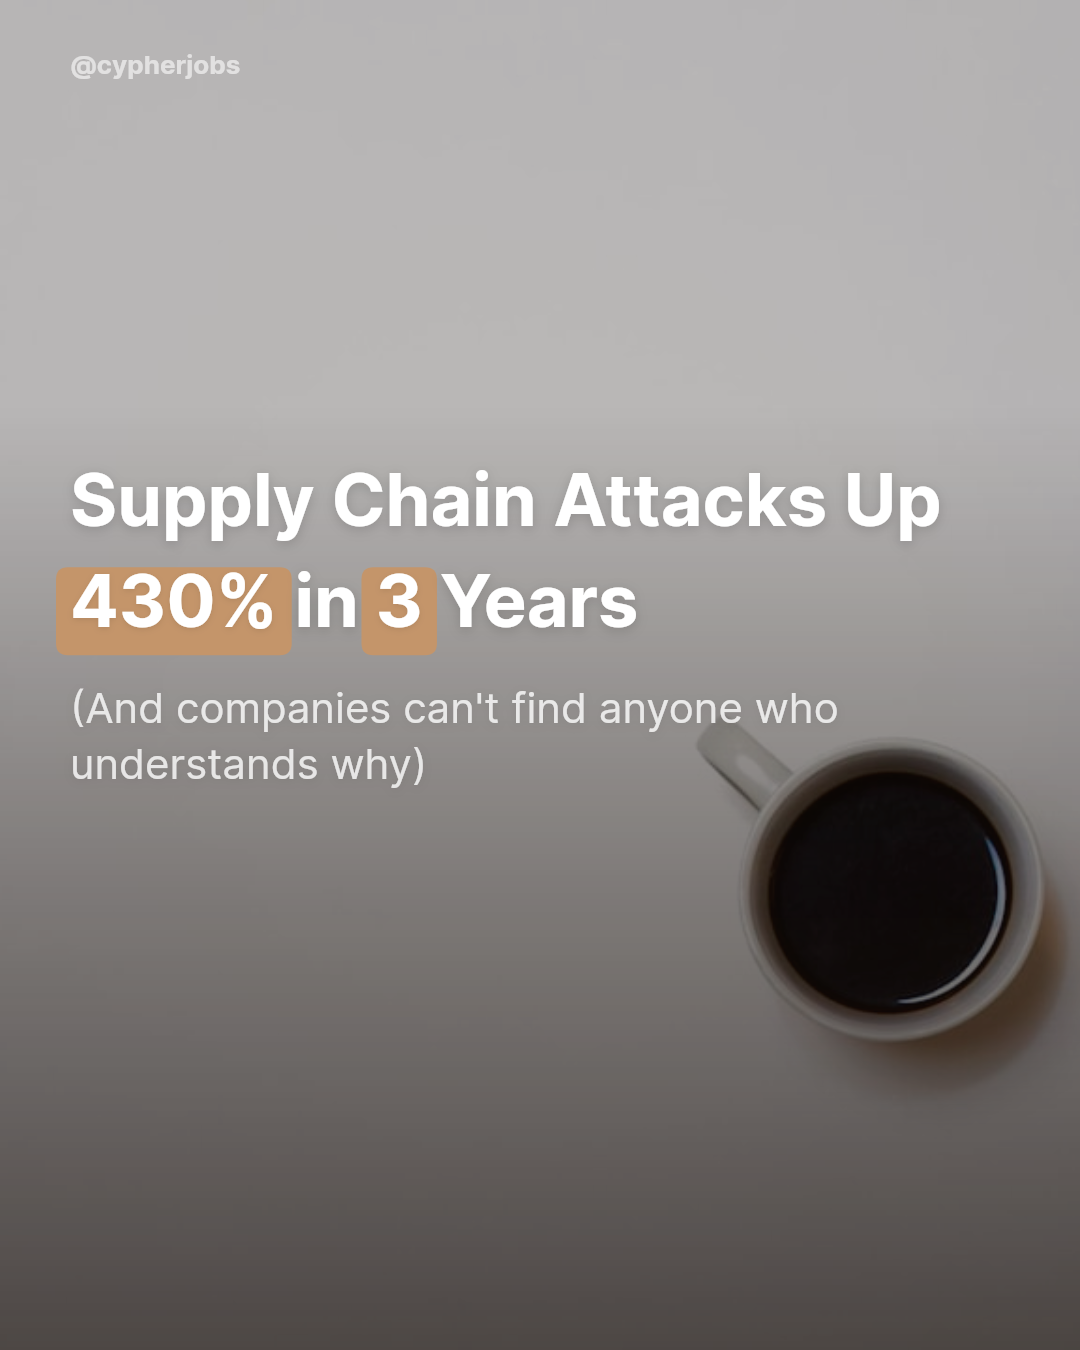 @cypherjobs
Supply Chain Attacks Up
430% in 3 Years
(And companies can't find anyone who
understands why)